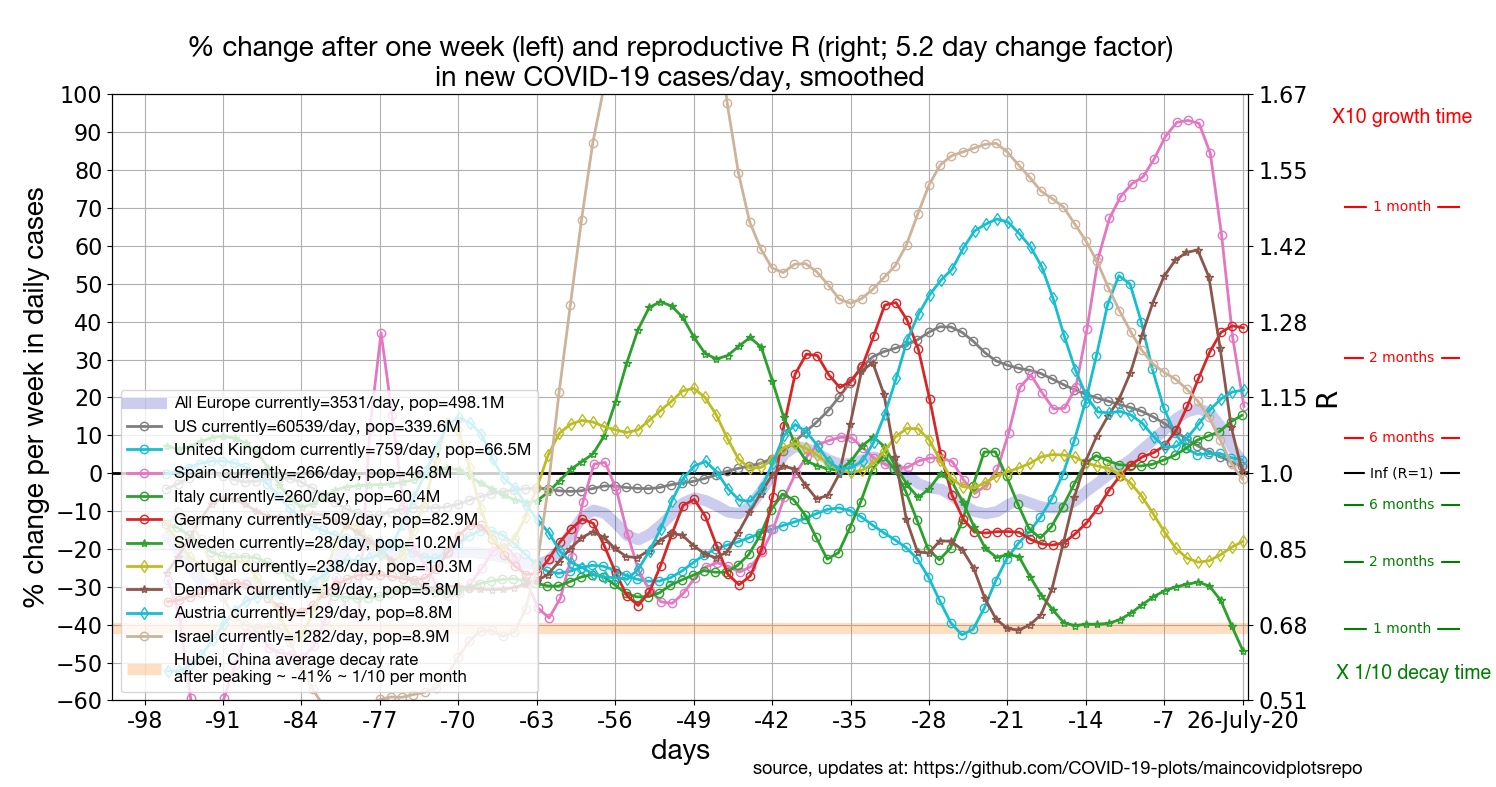 % change after one week (left) and reproductive R (right; 5.2 day change factor)
in new COVID-19 cases/day, smoothed
% change per week in daily cases
100
90
80
70
60
50
40
30
20
10
0
−10
−20
−30
−40
−50
−60
All Europe currently=3531/day, pop=498.1M
US currently=60539/day, pop=339.6M
United Kingdom currently=759/day, pop=66.5M
Spain currently=266/day, pop=46.8M
Italy currently=260/day, pop=60.4M
Germany currently=509/day, pop=82.9M
Sweden currently=28/day, pop=10.2M
Portugal currently=238/day, pop=10.3M
Denmark currently=19/day, pop=5.8M
Austria currently=129/day, pop=8.8M
Israel currently=1282/day, pop=8.9M
Hubei, China average decay rate
after peaking ~ -41% ~ 1/10 per month
1.67
1.55
1.42
1.28
1.15
1.0
0.85
0.68
0.51
R
X10 growth time
1 month
2 months
6 months
Inf (R=1)
6 months
2 months
1 month
X 1/10 decay time
-98 -91 -84 -77 -70 -63 -56 -49 -42 -35 -28 -21 -14 -7 26-July-20
days
source, updates at: https://github.com/COVID-19-plots/maincovidplotsrepo